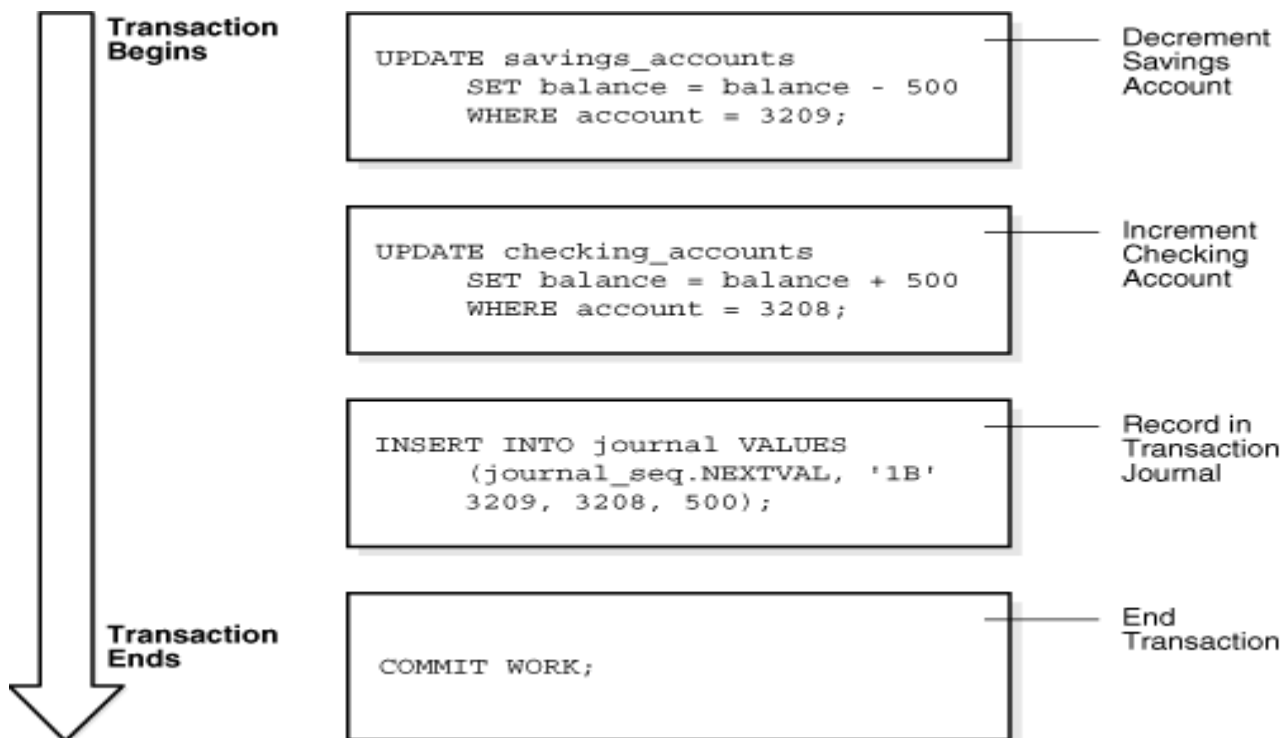 Transaction
Begins
UPDATE savings_accounts
SET balance = balance - 500
WHERE account = 3209;
Decrement
Savings
Account
UPDATE checking_accounts
SET balance = balance + 500
WHERE account = 3208;
Increment
Checking
Account
INSERT INTO journal VALUES
(journal_seq.NEXTVAL, '1B'
3209, 3208, 500);
Record in
Transaction
Journal
Transaction
Ends
COMMIT WORK;
End
Transaction